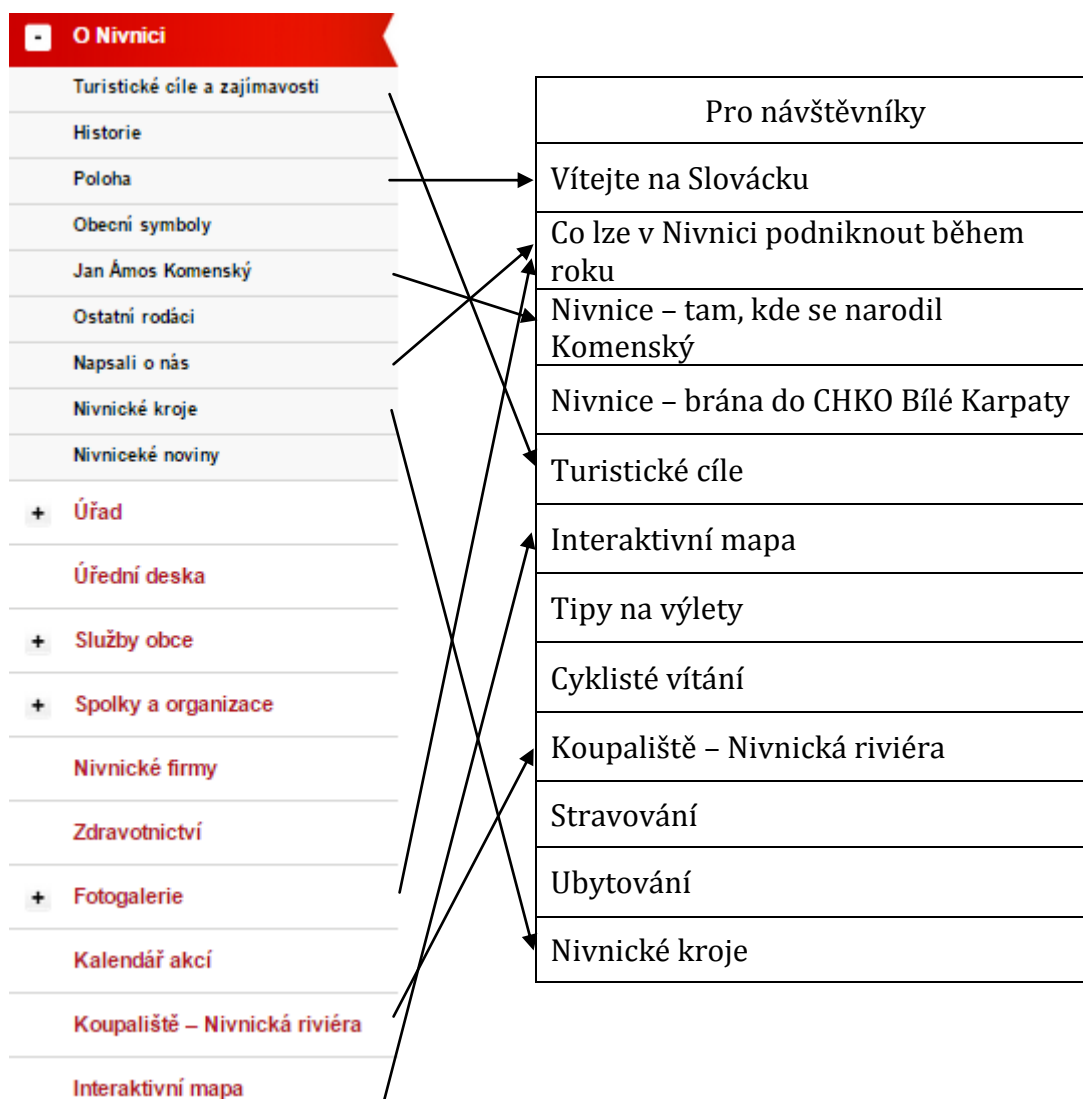 - O Nivnici
Turistické cíle a zajímavosti
Historie
Poloha
Obecní symboly
Jan Ámos Komenský
Ostatní rodáci
Napsali o nás
Nivnické kroje
Nivniceké noviny
+ Úřad
Úřední deska
+ Služby obce
+ Spolky a organizace
Nivnické firmy
Zdravotnictví
+ Fotogalerie
Kalendář akcí
Koupaliště – Nivnická riviéra
Interaktivní mapa
Pro návštěvníky
Vítejte na Slovácku
Co lze v Nivnici podniknout během
roku
Nivnice – tam, kde se narodil
Komenský
Nivnice – brána do CHKO Bílé Karpaty
Turistické cíle
Interaktivní mapa
Tipy na výlety
Cyklisté vítání
Koupaliště – Nivnická riviéra
Stravování
Ubytování
Nivnické kroje